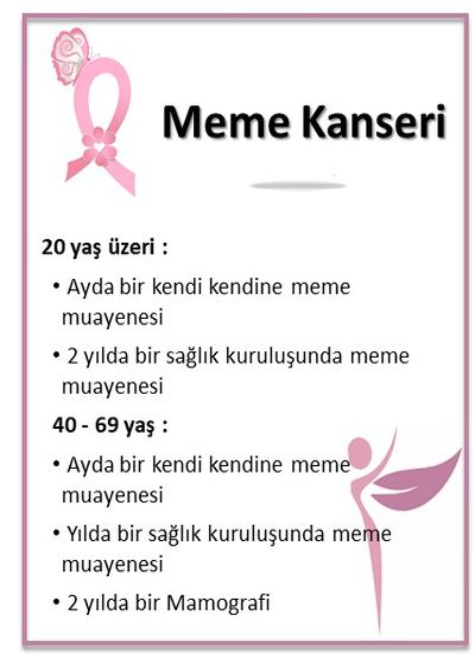 Meme Kanseri
20 yaş üzeri :
• Ayda bir kendi kendine meme
muayenesi
• 2 yılda bir sağlık kuruluşunda meme
muayenesi
40 - 69 yaş :
• Ayda bir kendi kendine meme
muayenesi
• Yılda bir sağlık kuruluşunda meme
muayenesi
• 2 yılda bir Mamografi